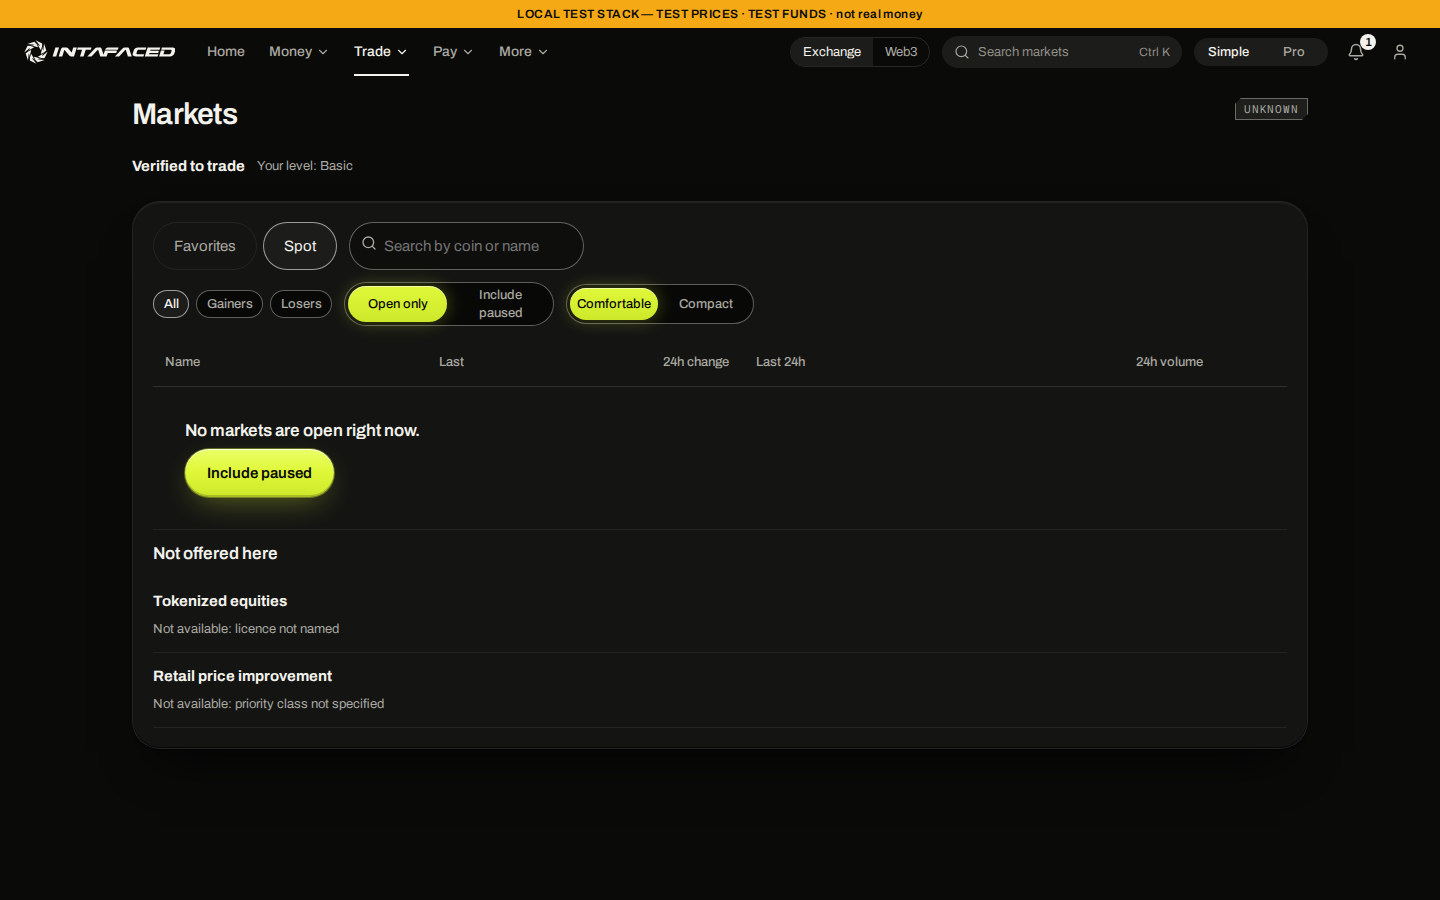 LOCAL TEST STACK — TEST PRICES · TEST FUNDS · not real money
INTAFACED
Home
Money
Trade
Pay
More
Exchange
Web3
Search markets
Ctrl K
Simple
Pro
1
Markets
UNKNOWN
Verified to trade
Your level: Basic
Favorites
Spot
Search by coin or name
All
Gainers
Losers
Open only
Include
paused
Comfortable
Compact
Name
Last
24h change
Last 24h
24h volume
No markets are open right now.
Include paused
Not offered here
Tokenized equities
Not available: licence not named
Retail price improvement
Not available: priority class not specified